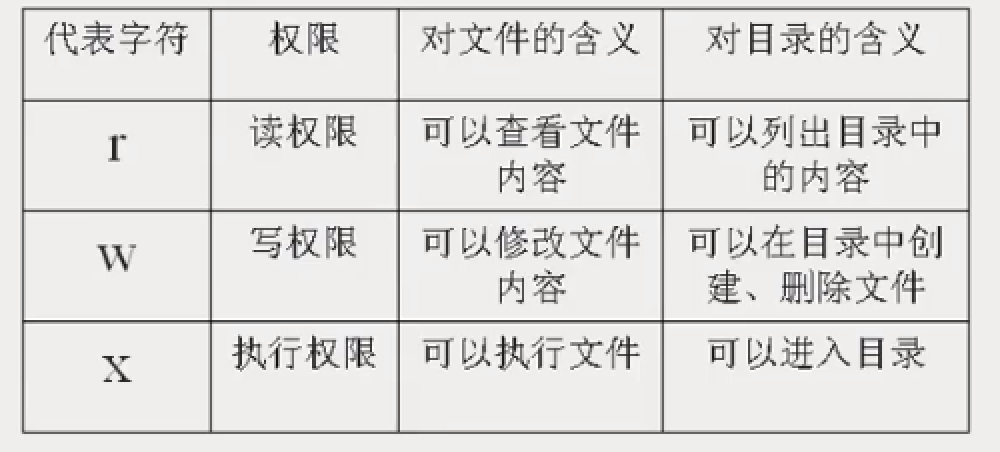 代表字符 权限 对文件的含义 对目录的含义
r 读权限 可以查看文件 可以列出目录中
内容 的内容
w 写权限 可以修改文件 可以在目录中创
内容 建、删除文件
x 执行权限 可以执行文件 可以进入目录